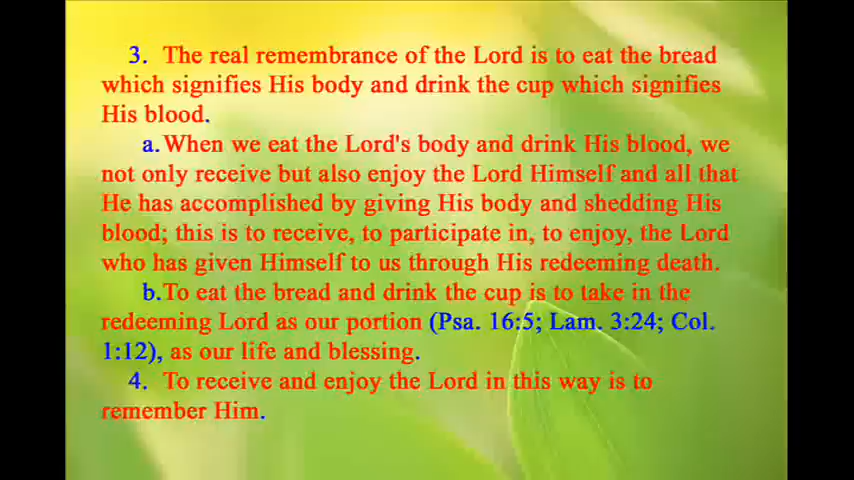 3. The real remembrance of the Lord is to eat the bread
which signifies His body and drink the cup which signifies
His blood.
a.When we eat the Lord's body and drink His blood, we
not only receive but also enjoy the Lord Himself and all that
He has accomplished by giving His body and shedding His
blood; this is to receive, to participate in, to enjoy, the Lord
who has given Himself to us through His redeeming death.
b.To eat the bread and drink the cup is to take in the
redeeming Lord as our portion (Psa. 16:5; Lam. 3:24; Col.
1:12), as our life and blessing.
4. To receive and enjoy the Lord in this way is to
remember Him.